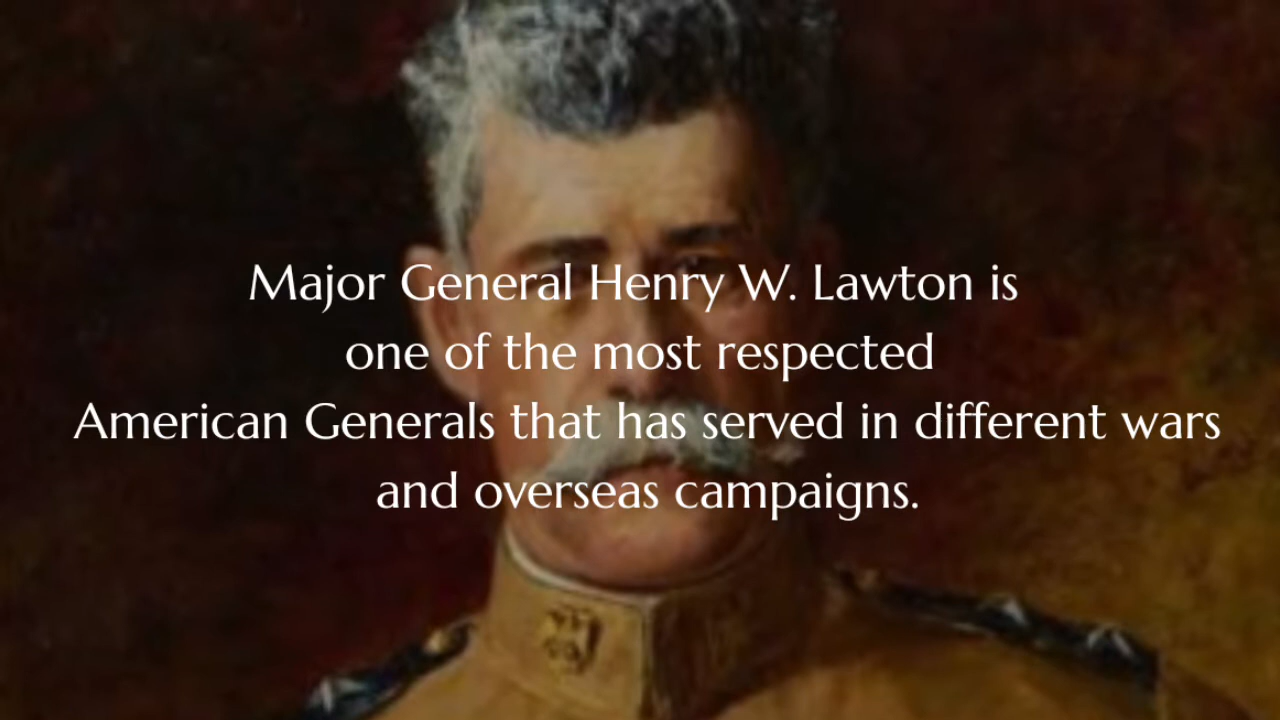 Major General Henry W. Lawton is
one of the most respected
American Generals that has served in different wars
and overseas campaigns.